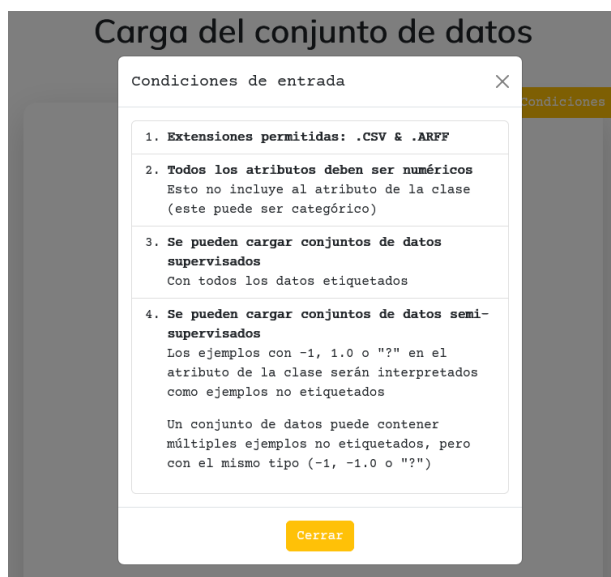 Carga del conjunto de datos
Condiciones de entrada
Condiciones
1. Extensiones permitidas: .CSV & .ARFF
2. Todos los atributos deben ser numéricos
Esto no incluye al atributo de la clase
(este puede ser categórico)
3. Se pueden cargar conjuntos de datos
supervisados
Con todos los datos etiquetados
4. Se pueden cargar conjuntos de datos semi-
supervisados
Los ejemplos con -1, 1.0 o "?" en el
atributo de la clase serán interpretados
como ejemplos no etiquetados
Un conjunto de datos puede contener
múltiples ejemplos no etiquetados, pero
con el mismo tipo (-1, -1.0 o "?")
Cerrar